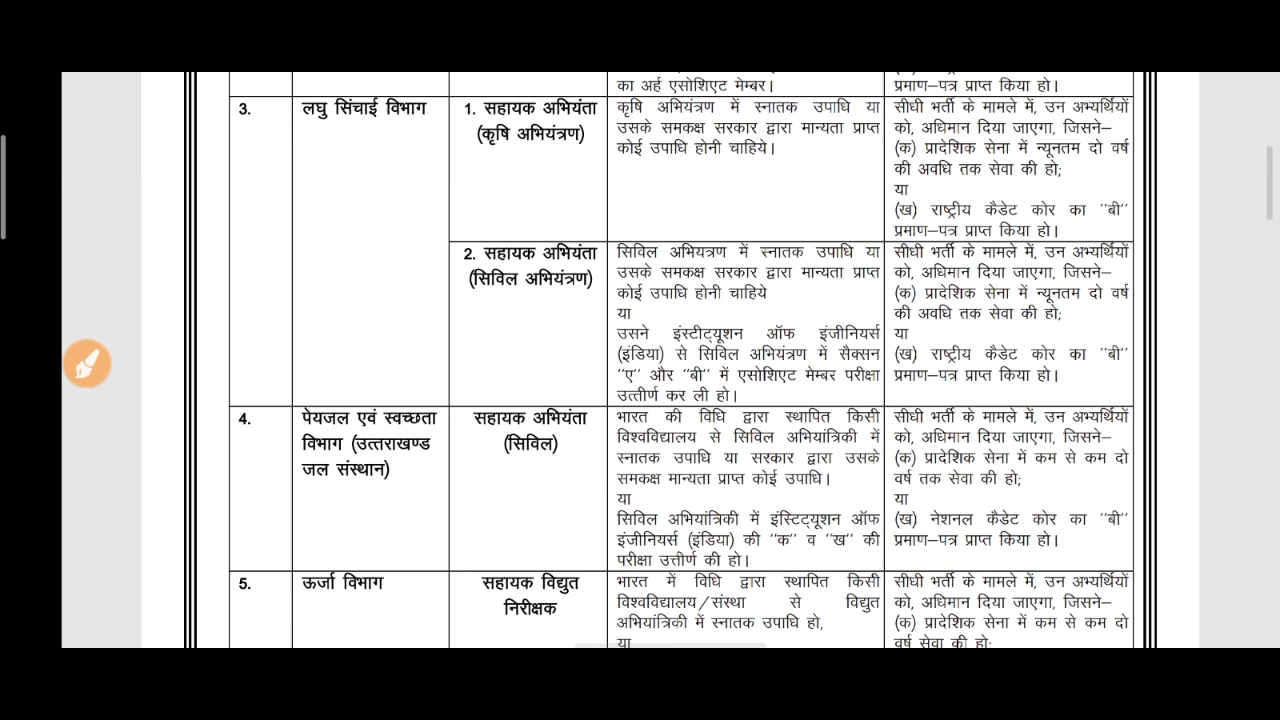 का अर्ह एसोशिएट मेम्बर।
प्रमाण–पत्र प्राप्त किया हो।
3.
लघु सिंचाई विभाग
1. सहायक अभियंता
(कृषि अभियंत्रण)
कृषि अभियंत्रण में स्नातक उपाधि या
उसके समकक्ष सरकार द्वारा मान्यता प्राप्त
कोई उपाधि होनी चाहिये।
सीधी भर्ती के मामले में, उन अभ्यर्थियों
को, अधिमान दिया जाएगा, जिसने–
(क) प्रादेशिक सेना में न्यूनतम दो वर्ष
की अवधि तक सेवा की हो;
या
(ख) राष्ट्रीय कैडेट कोर का ''बी''
प्रमाण–पत्र प्राप्त किया हो।
2. सहायक अभियंता
(सिविल अभियंत्रण)
सिविल अभियत्रण में स्नातक उपाधि या
उसके समकक्ष सरकार द्वारा मान्यता प्राप्त
कोई उपाधि होनी चाहिये
या
उसने इंस्टीट्यूशन ऑफ इंजीनियर्स
(इंडिया) से सिविल अभियंत्रण में सैक्सन
''ए'' और ''बी'' में एसोशिएट मेम्बर परीक्षा
उत्तीर्ण कर ली हो।
सीधी भर्ती के मामले में, उन अभ्यर्थियों
को, अधिमान दिया जाएगा, जिसने–
(क) प्रादेशिक सेना में न्यूनतम दो वर्ष
की अवधि तक सेवा की हो;
या
(ख) राष्ट्रीय कैडेट कोर का ''बी''
प्रमाण–पत्र प्राप्त किया हो।
4.
पेयजल एवं स्वच्छता
विभाग (उत्तराखण्ड
जल संस्थान)
सहायक अभियंता
(सिविल)
भारत की विधि द्वारा स्थापित किसी
विश्वविद्यालय से सिविल अभियांत्रिकी में
स्नातक उपाधि या सरकार द्वारा उसके
समकक्ष मान्यता प्राप्त कोई उपाधि।
या
सिविल अभियांत्रिकी में इंस्टिट्यूशन ऑफ
इंजीनियर्स (इंडिया) की ''क'' व ''ख'' की
परीक्षा उत्तीर्ण की हो।
सीधी भर्ती के मामले में, उन अभ्यर्थियों
को, अधिमान दिया जाएगा, जिसने–
(क) प्रादेशिक सेना में कम से कम दो
वर्ष तक सेवा की हो;
या
(ख) नेशनल कैडेट कोर का ''बी''
प्रमाण–पत्र प्राप्त किया हो।
5.
ऊर्जा विभाग
सहायक विद्युत
निरीक्षक
भारत में विधि द्वारा स्थापित किसी
विश्वविद्यालय/संस्था से विद्युत
अभियांत्रिकी में स्नातक उपाधि हो,
या
सीधी भर्ती के मामले में, उन अभ्यर्थियों
को, अधिमान दिया जाएगा, जिसने–
(क) प्रादेशिक सेना में कम से कम दो
वर्ष सेवा की हो;